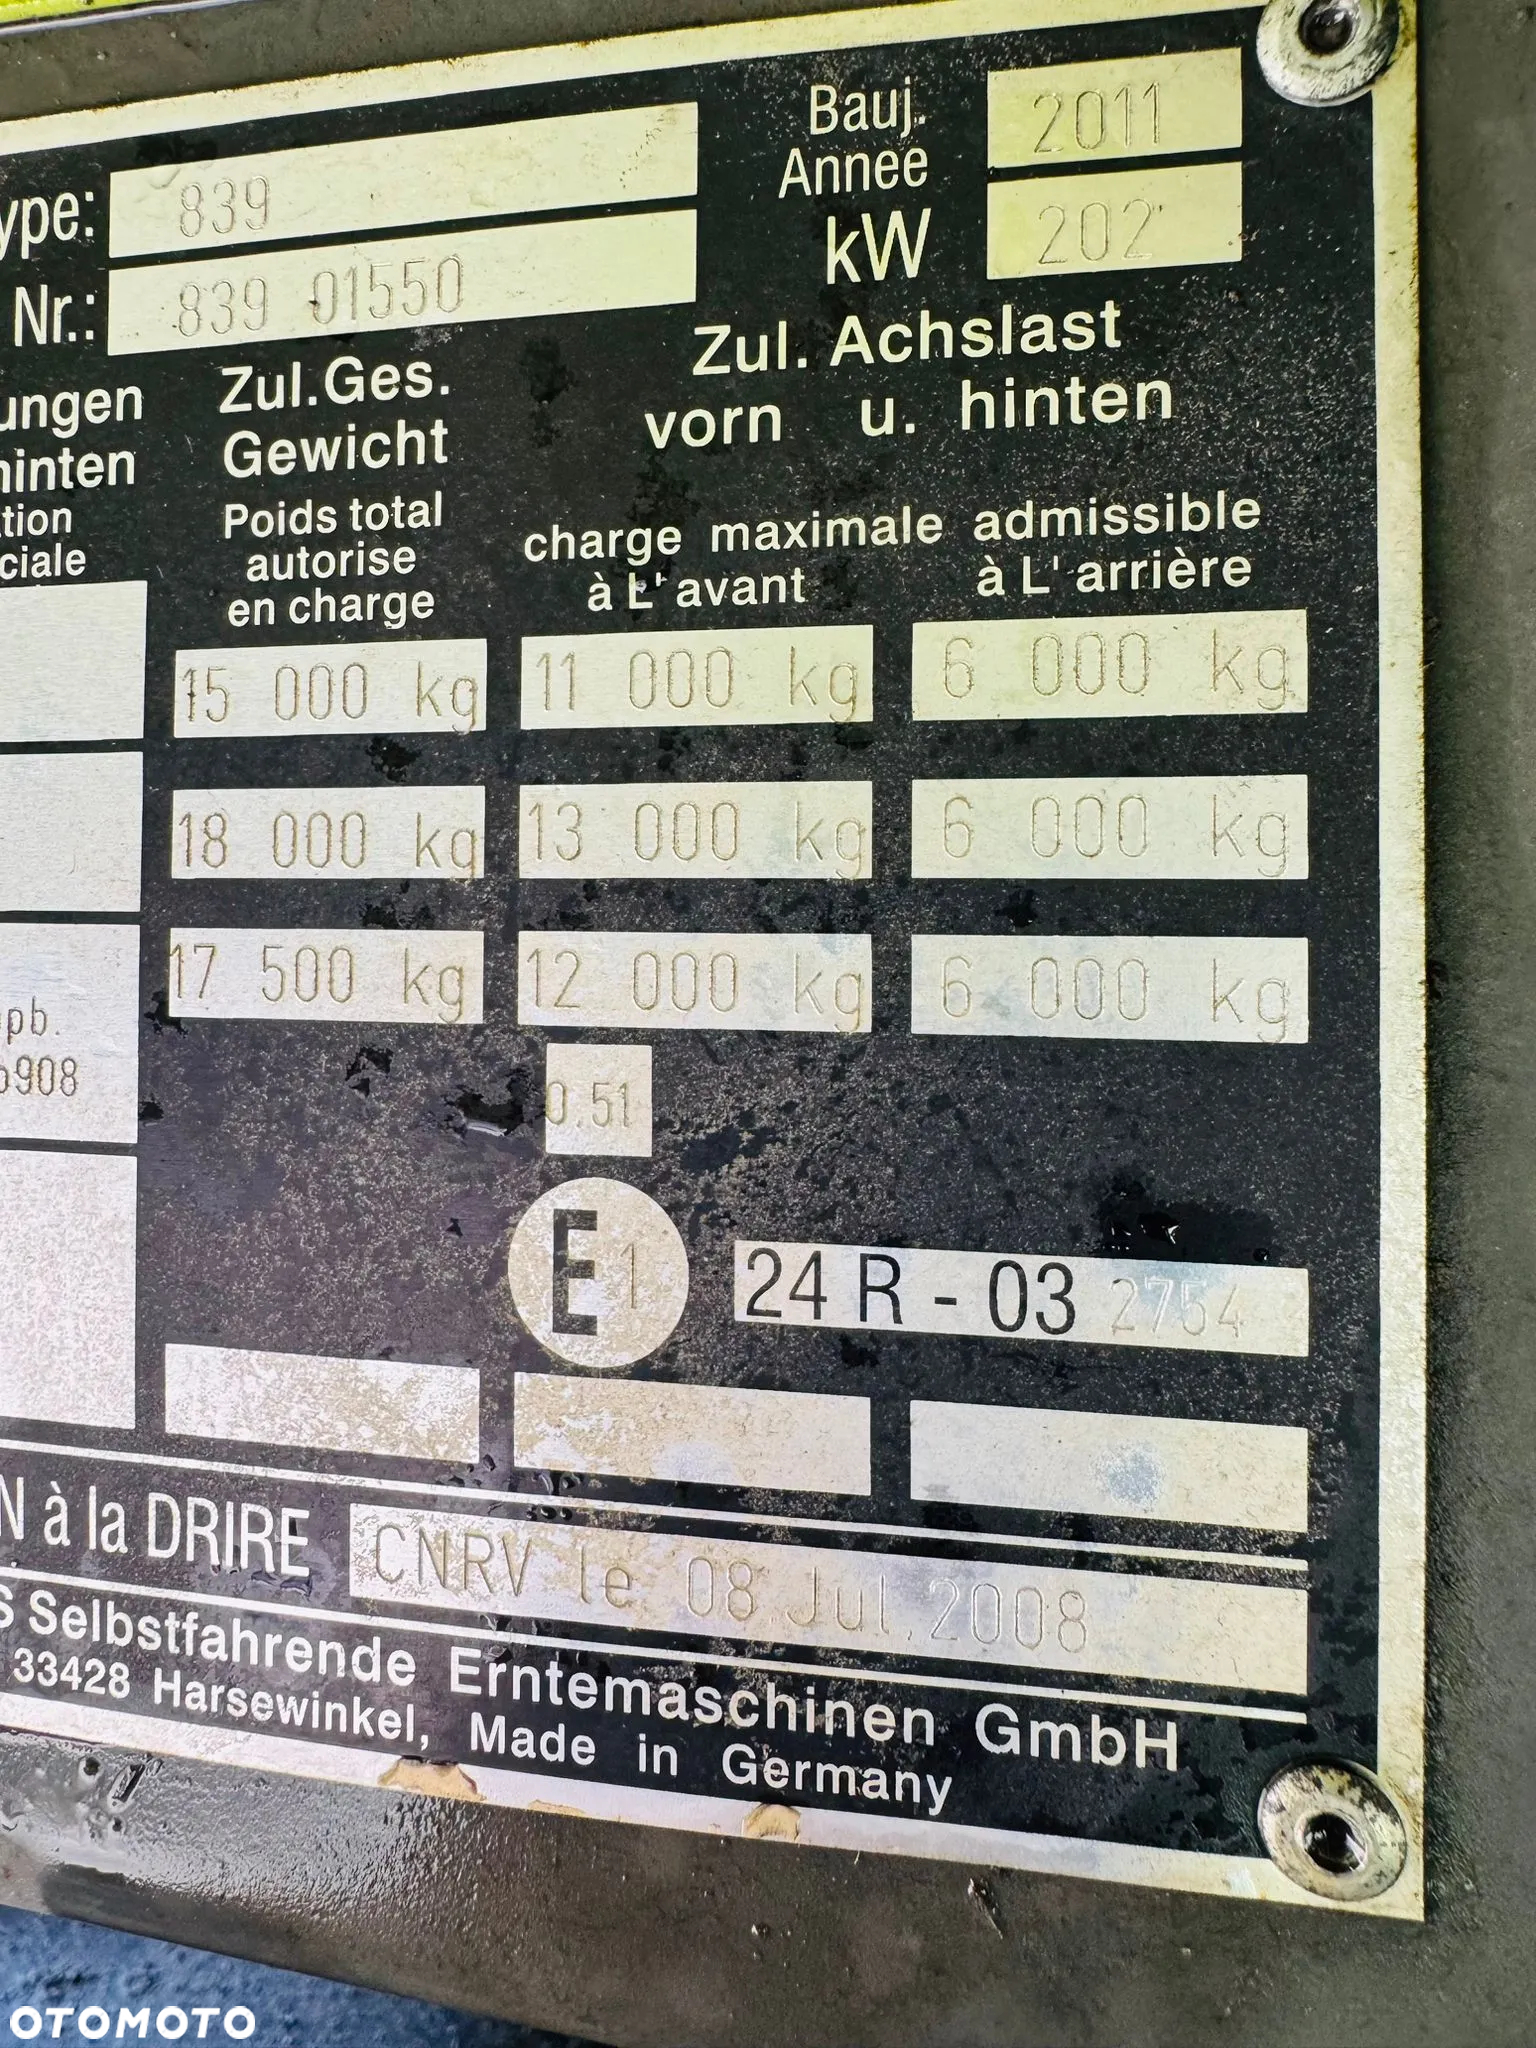 ype: 839
Bauj.
Annee 2011
Nr.: 839 01550
kW 202
ungen
hinten
tion
ciale
Zul.Ges.
Gewicht
Poids total
autorise
en charge
Zul. Achslast
vorn u. hinten
charge maximale admissible
à L'avant à L'arrière
15 000 kg 11 000 kg 6 000 kg
18 000 kg 13 000 kg 6 000 kg
17 500 kg 12 000 kg 6 000 kg
pb.
908
0.51
E 1 24 R - 03 2754
N à la DRIRE CNRV le 08.Jul.2008
S Selbstfahrende Erntemaschinen GmbH
33428 Harsewinkel, Made in Germany
OTOMOTO